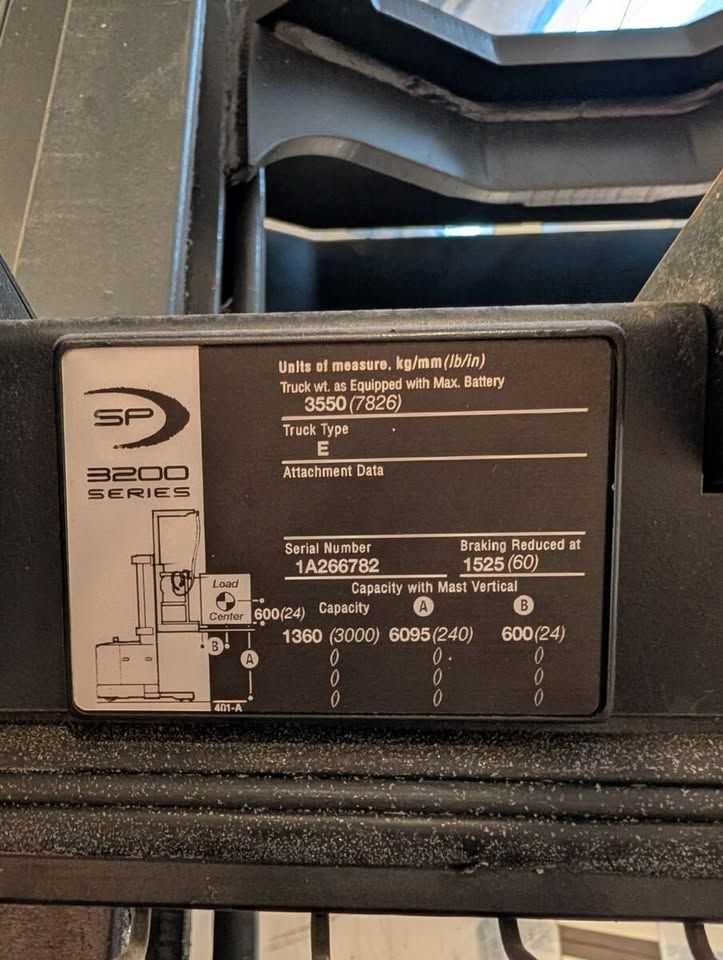 SP
3200
SERIES
Units of measure, kg/mm (lb/in)
Truck wt. as Equipped with Max. Battery
3550 (7826)
Truck Type
E
Attachment Data
Serial Number
1A266782
Braking Reduced at
1525 (60)
Capacity with Mast Vertical
Capacity A B
1360 (3000) 6095 (240) 600 (24)
0 0 0
0 0 0
0 0 0
Load
Center
600 (24)
B
A
401-A